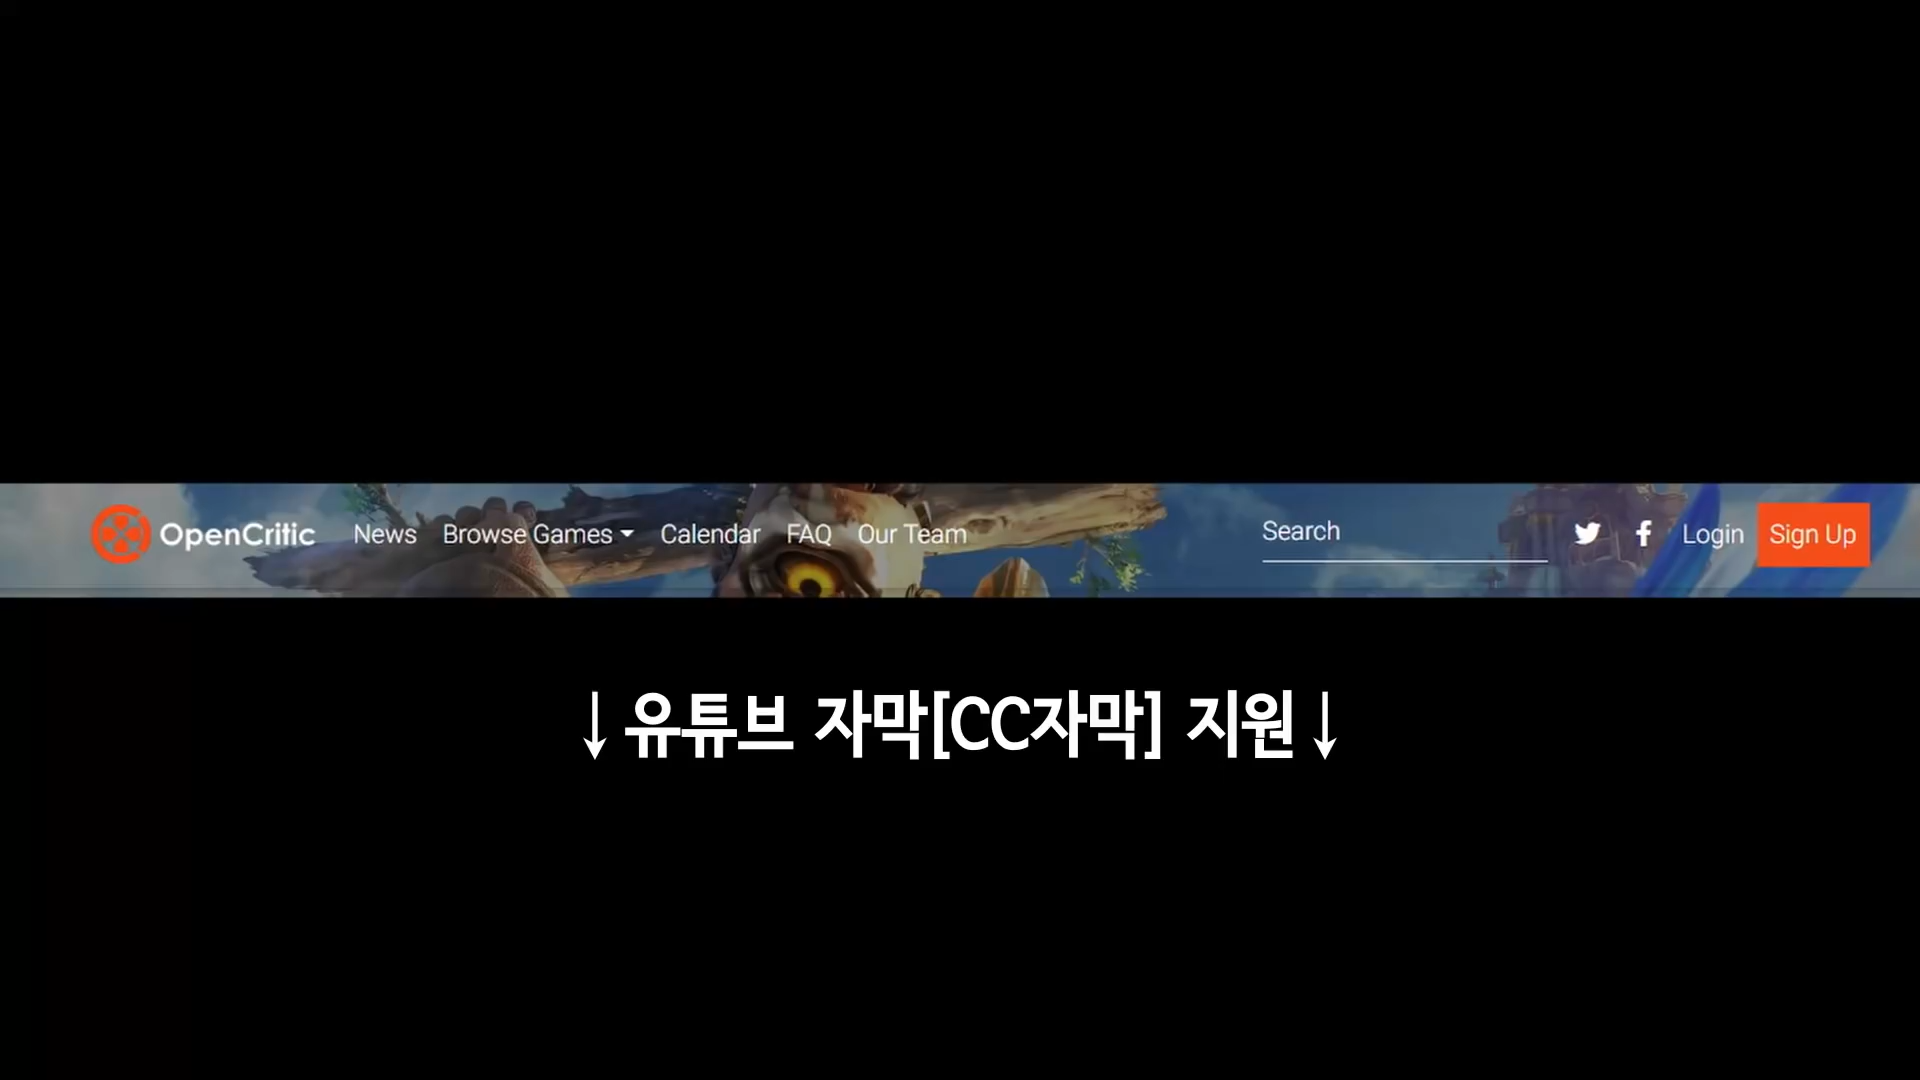 OpenCritic News Browse Games Calendar FAQ Our Team Search Login Sign Up
↓유튜브 자막[CC자막] 지원↓